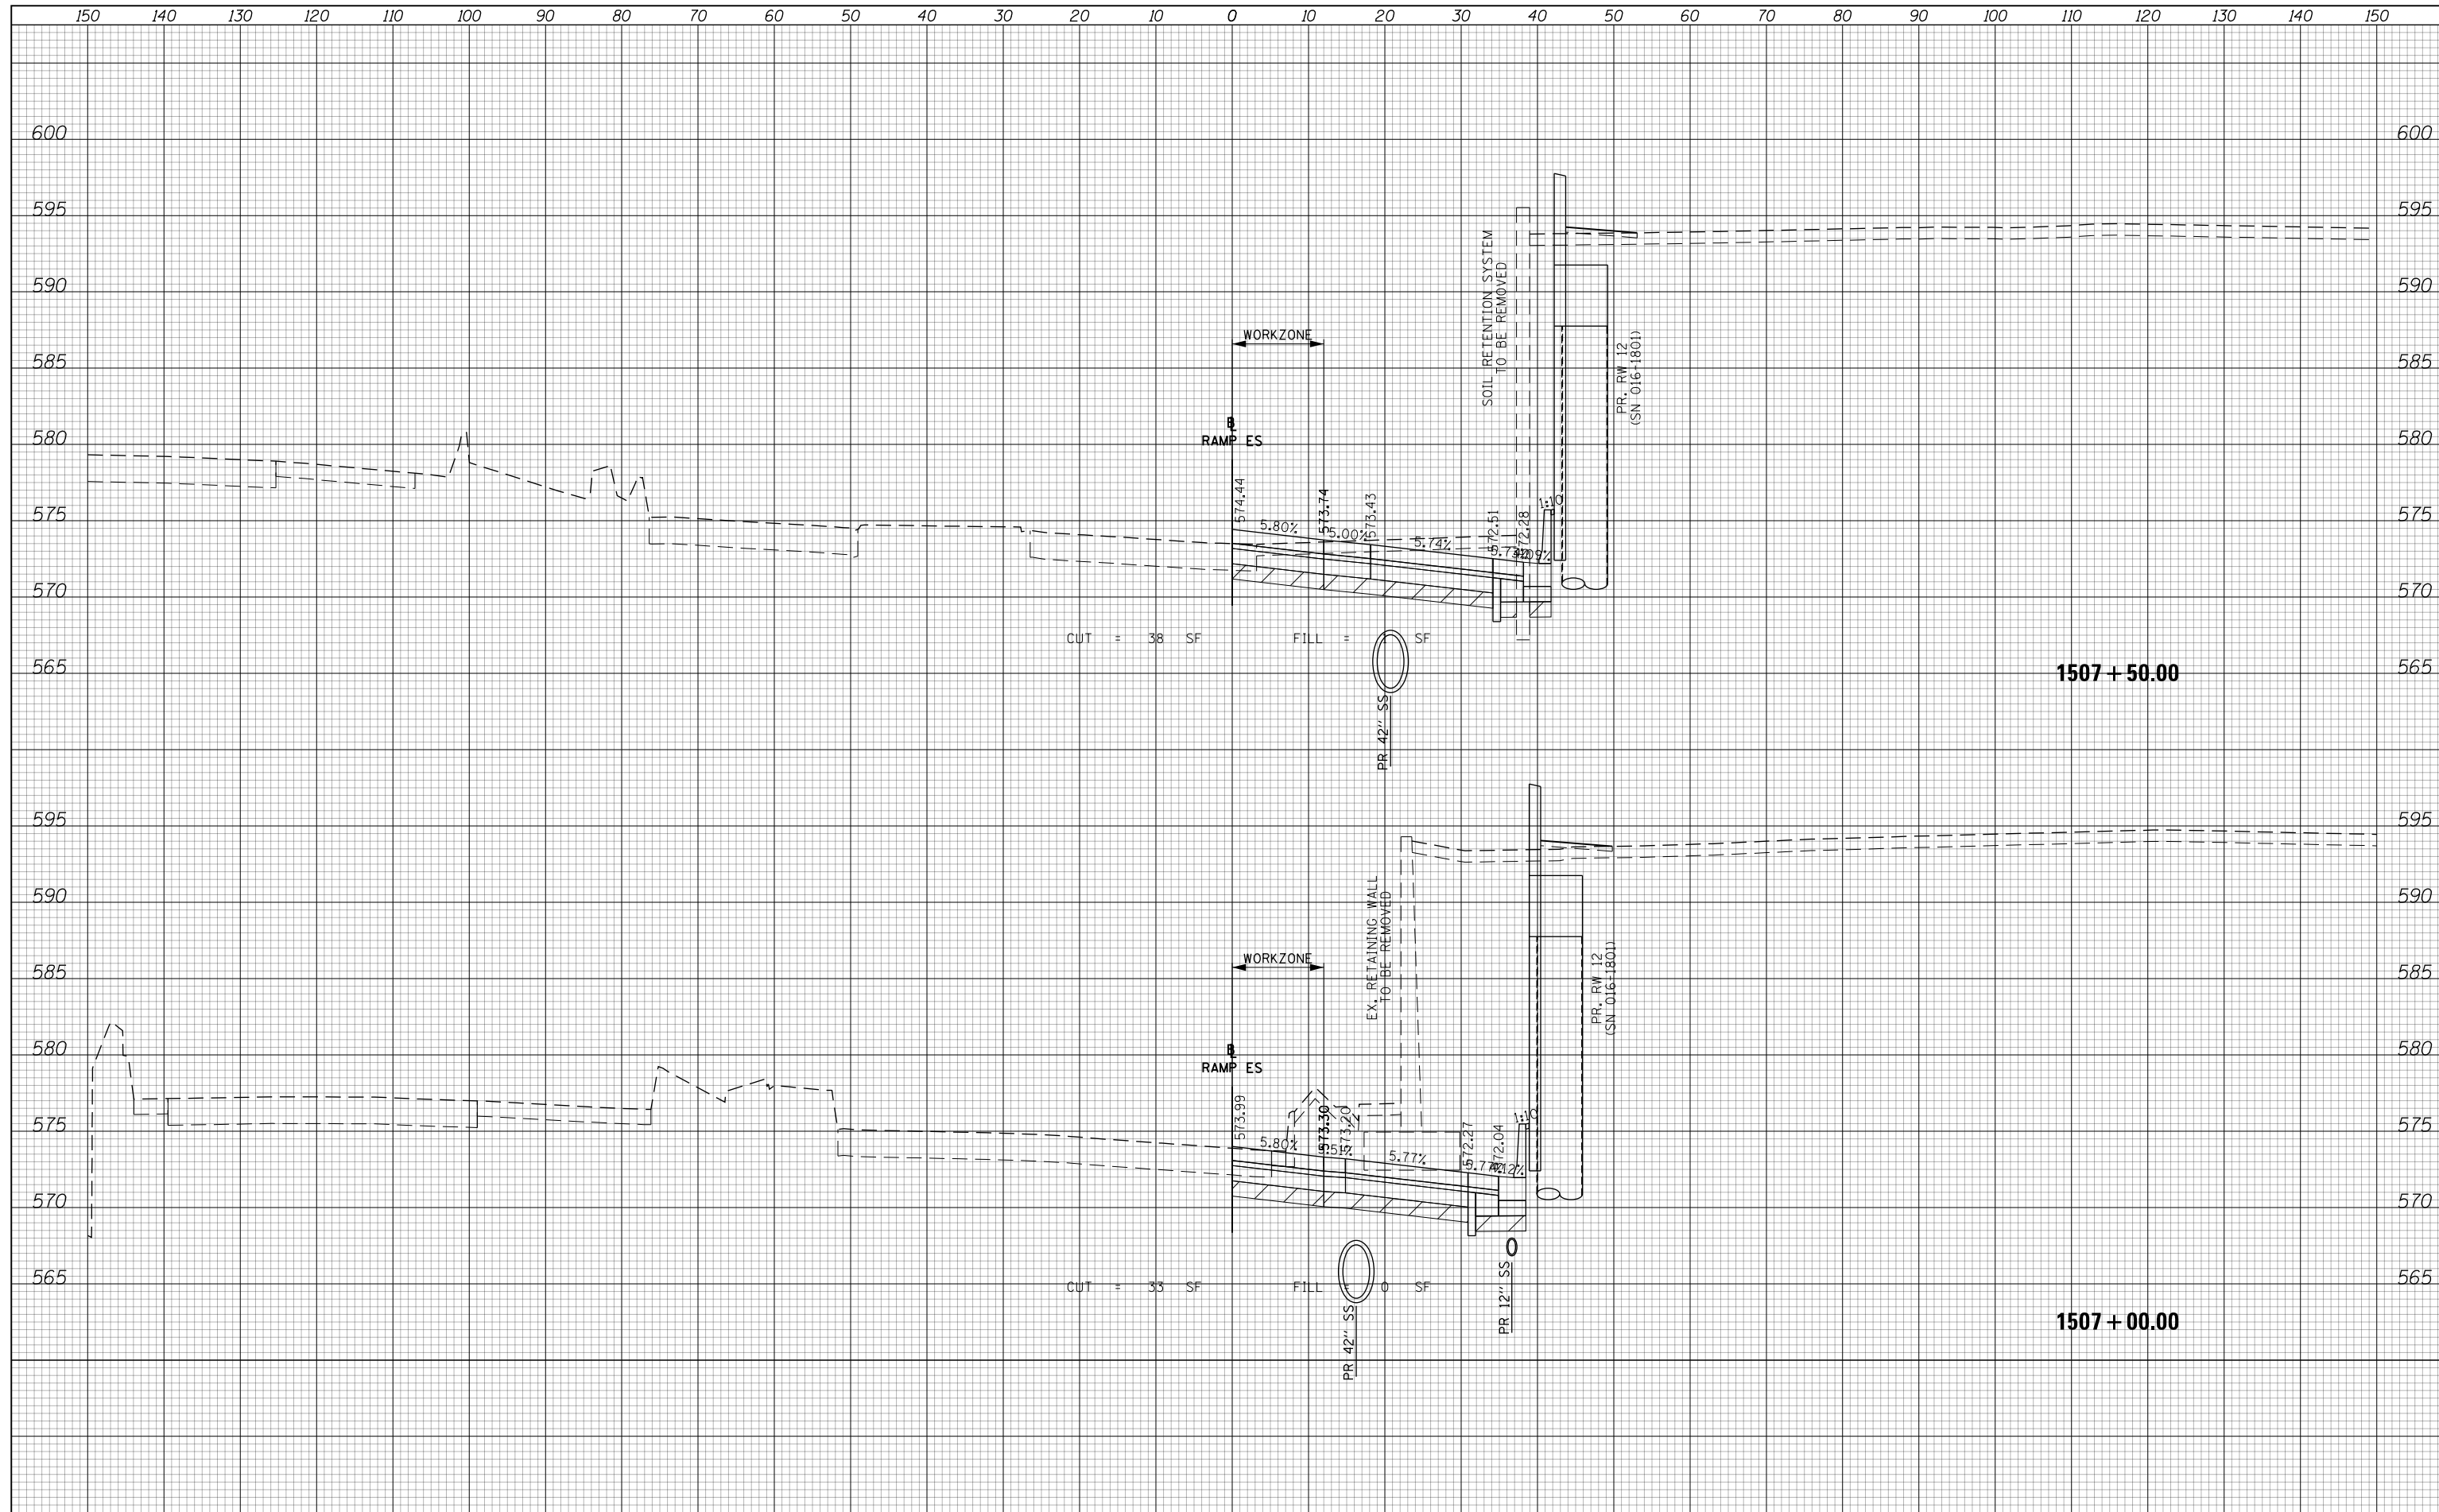 150 140 130 120 110 100 90 80 70 60 50 40 30 20 10 0 10 20 30 40 50 60 70 80 90 100 110 120 130 140 150
600 600
595 595
SOIL RETENTION SYSTEM
TO BE REMOVED
590 590
WORKZONE
585 585
PR. RW 12
(SN 016-1801)
B
580 580
RAMP ES
574.44
573.74
573.43
572.51
572.28
1:10
575 575
5.80%
5.00%
5.74%
570 570
CUT = 38 SF FILL = SF
565 565
1507+50.00
PR 42'' SS
595 595
EX. RETAINING WALL
TO BE REMOVED
590 590
WORKZONE
585 585
PR. RW 12
(SN 016-1801)
B
580 580
RAMP ES
573.99
573.30
573.20
572.27
572.04
1:10
575 575
5.80%
5.77%
570 570
CUT = 33 SF FILL = 0 SF
565 565
PR 12'' SS
1507+00.00
PR 42'' SS